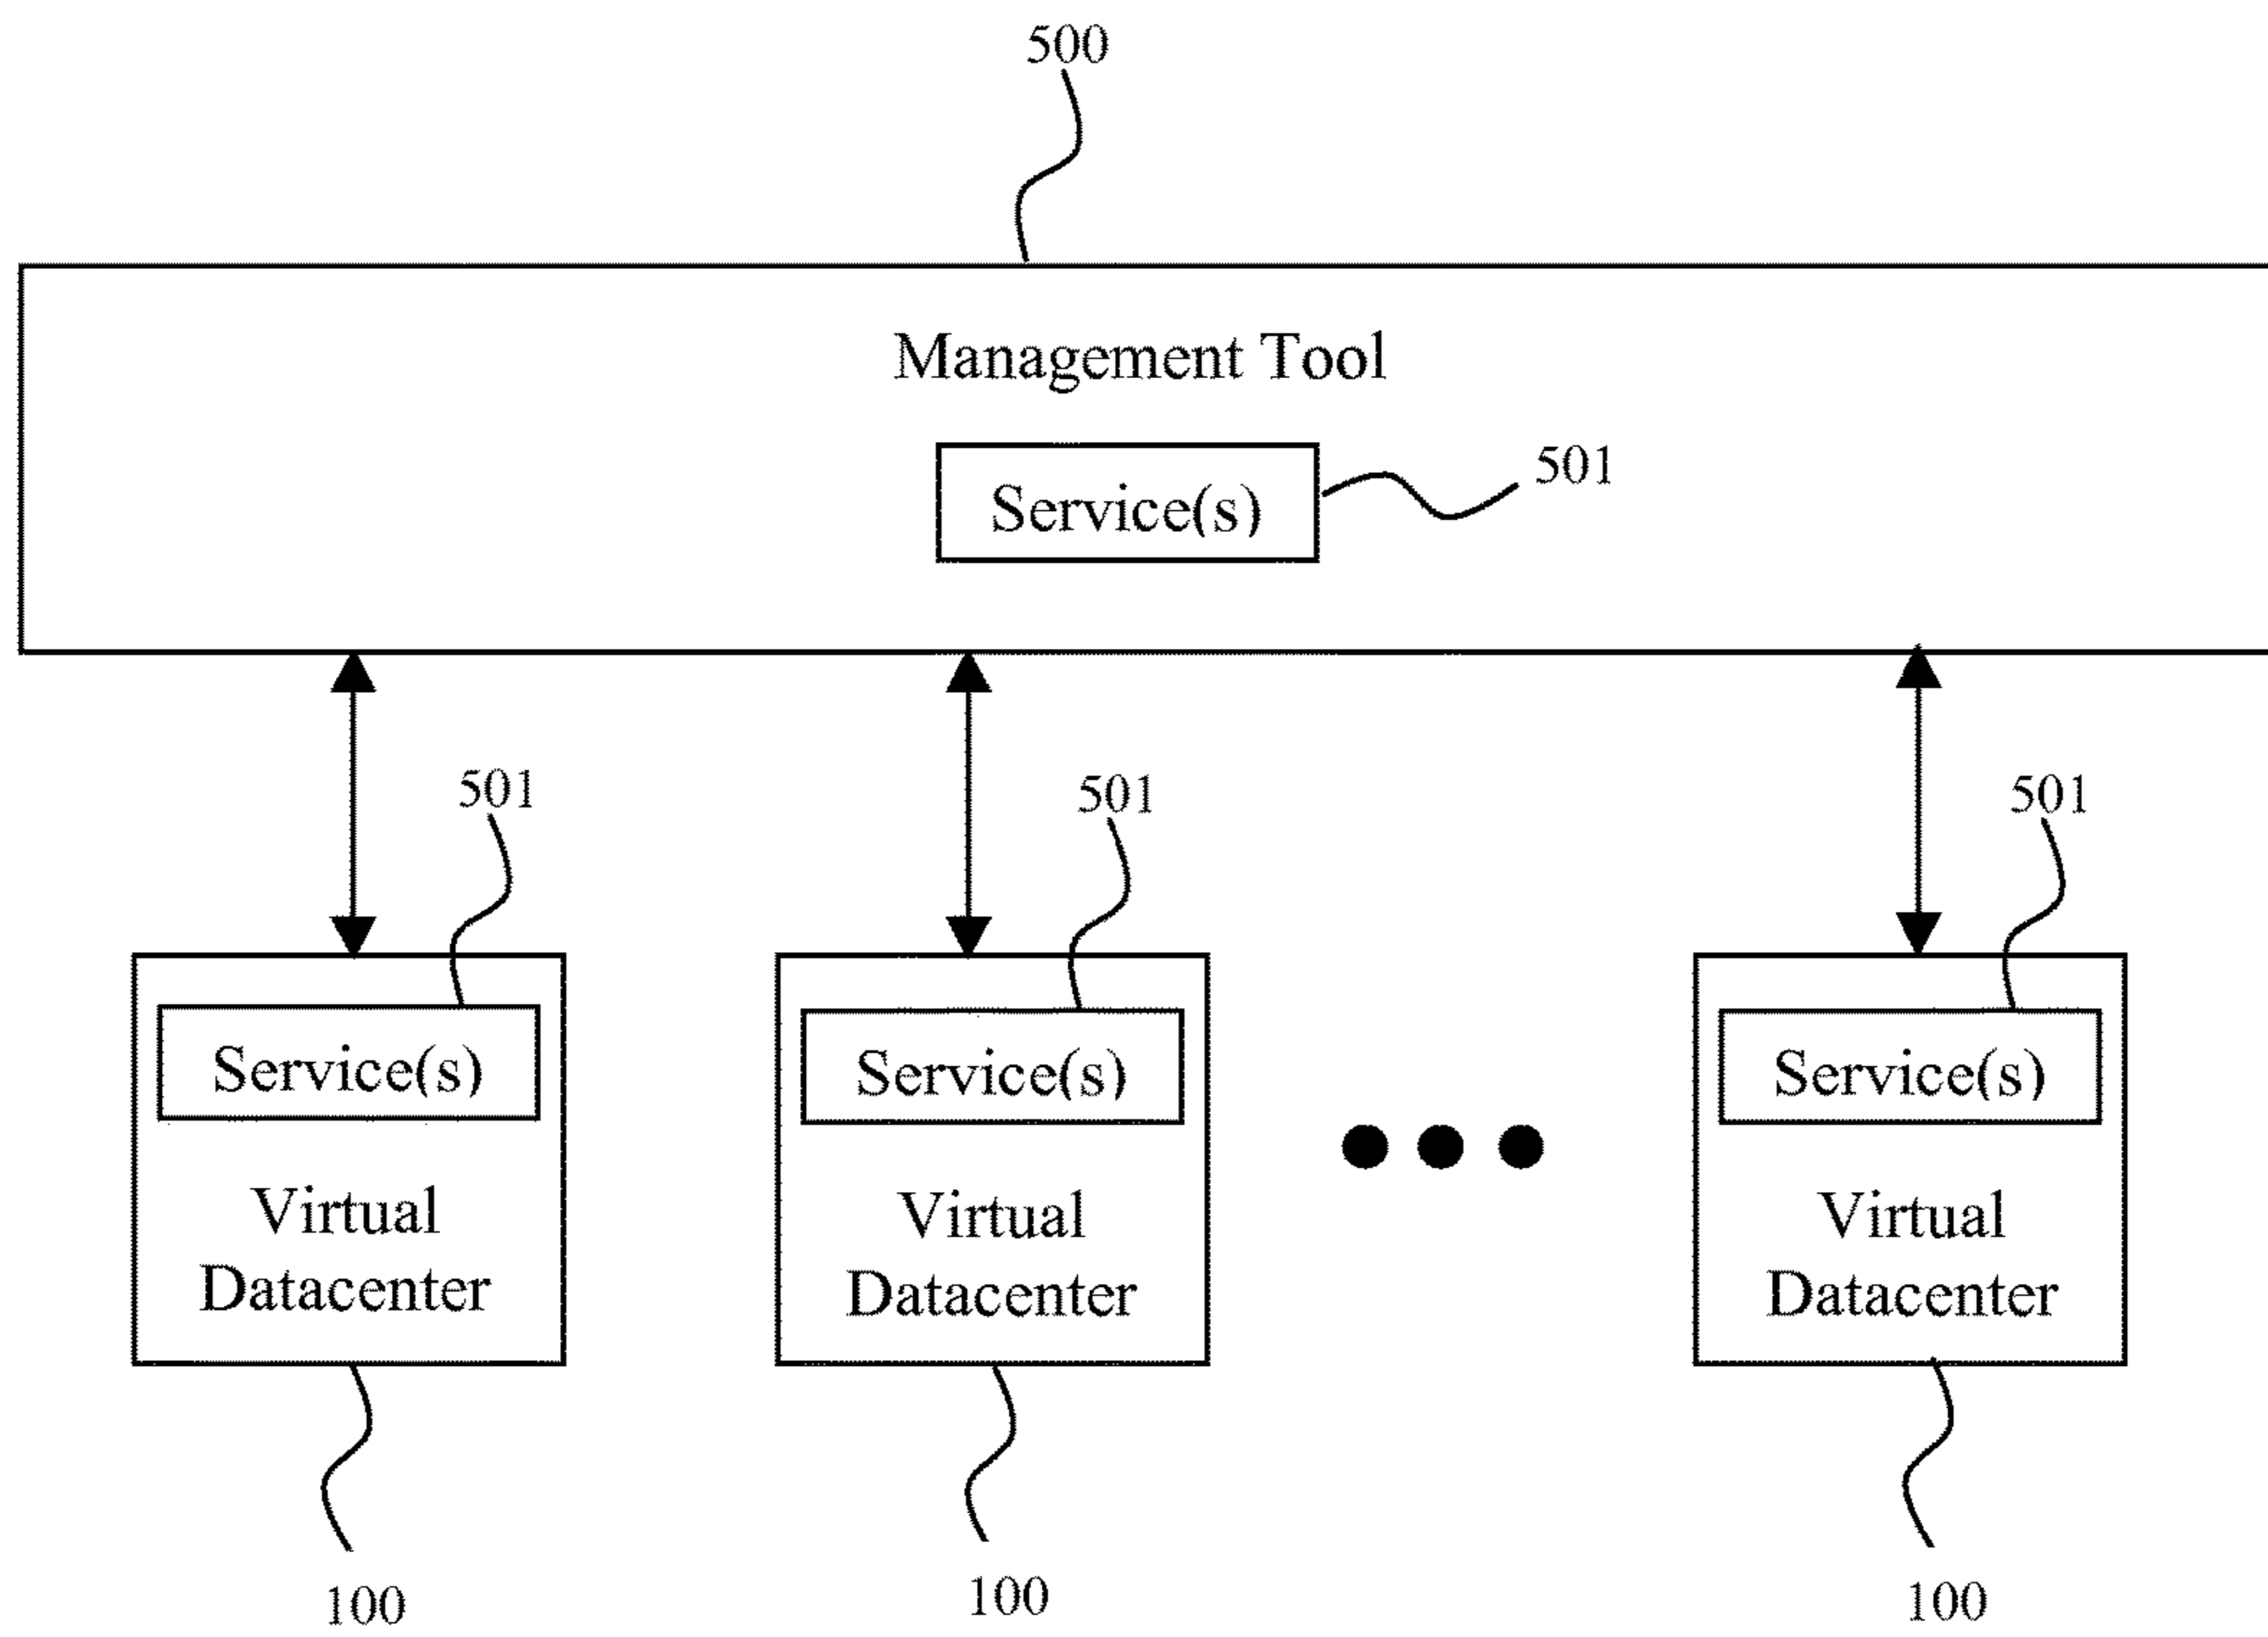 500
Management Tool
Service(s)
501
501
501
501
Service(s)
Service(s)
Service(s)
Virtual
Datacenter
Virtual
Datacenter
Virtual
Datacenter
100
100
100